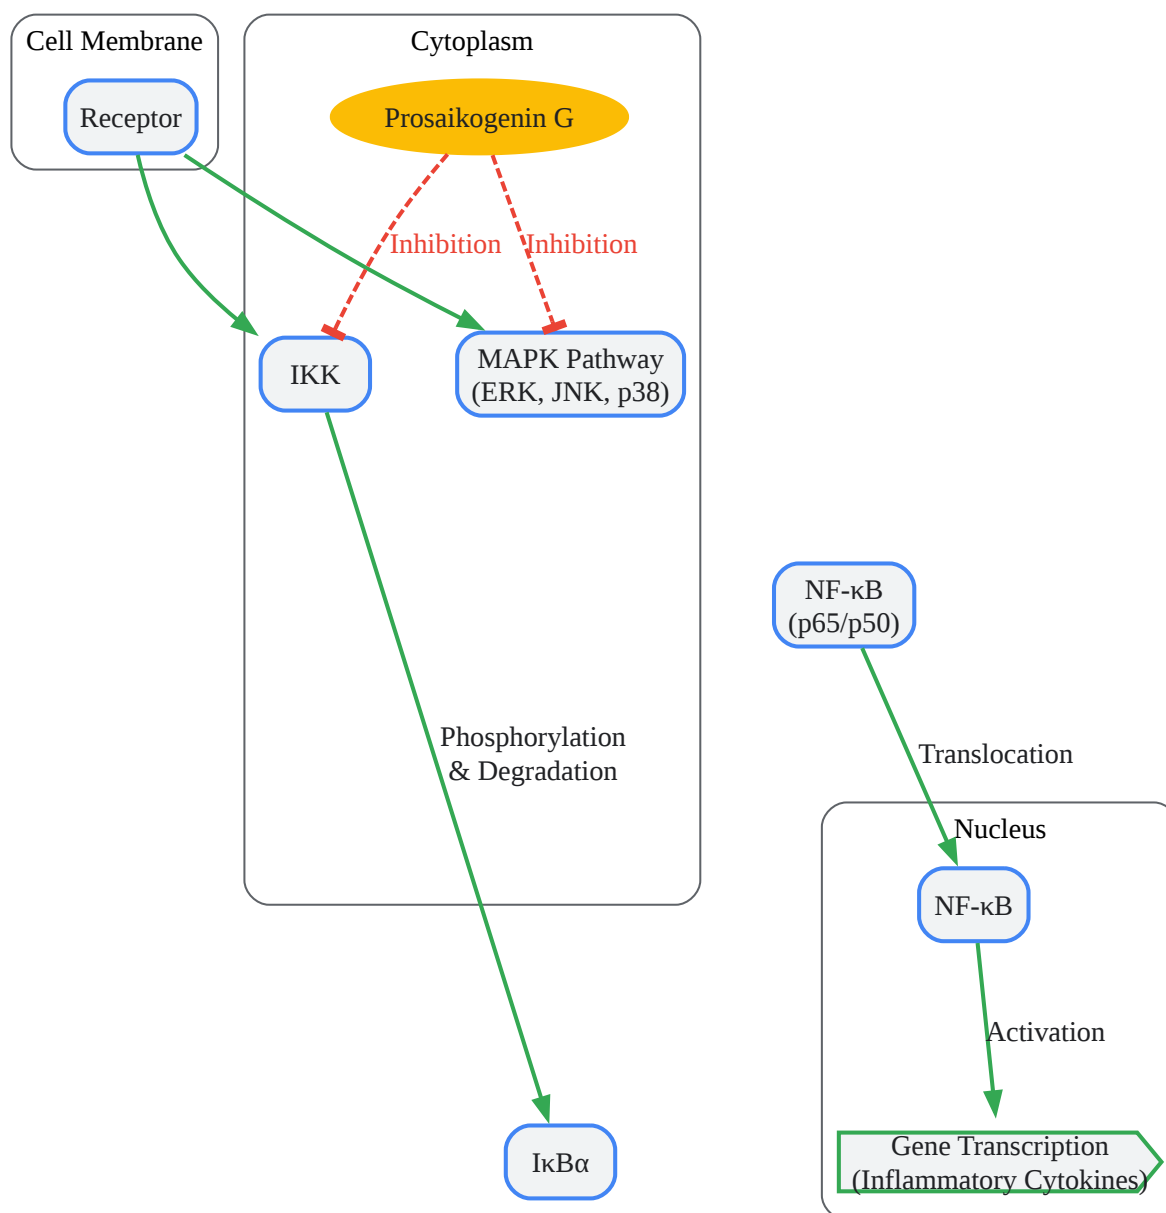 Cell Membrane
Cytoplasm
Receptor
Prosaikogenin G
Inhibition
Inhibition
IKK
MAPK Pathway
(ERK, JNK, p38)
NF-κB
(p65/p50)
Phosphorylation
& Degradation
Translocation
Nucleus
NF-κB
Activation
IκBα
Gene Transcription
(Inflammatory Cytokines)